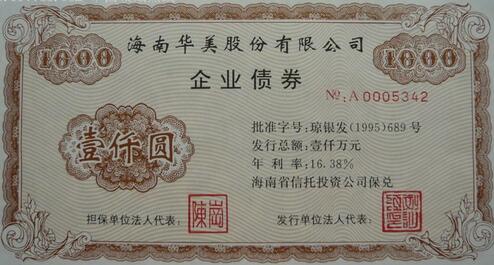 1000 海南华美股份有限公司 1000
企业债券
№:A 0005342
壹仟圆
批准字号:琼银发(1995)689号
发行总额:壹仟万元
年利率:16.38%
海南省信托投资公司保兑
担保单位法人代表: 陳崗
发行单位法人代表: